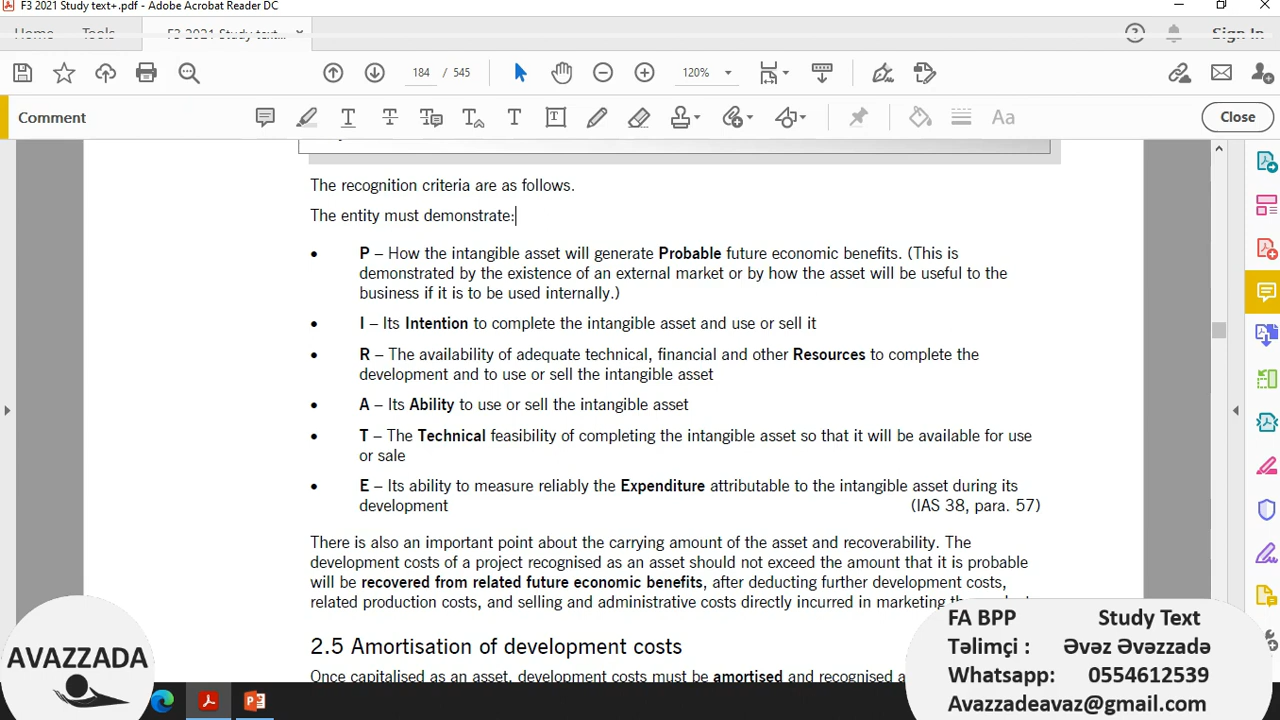 F3 2021 Study text+.pdf - Adobe Acrobat Reader DC
Home Tools F3 2021 Study text... × Sign In
184 / 545 120%
Comment Close
The recognition criteria are as follows.
The entity must demonstrate:
• P – How the intangible asset will generate Probable future economic benefits. (This is
demonstrated by the existence of an external market or by how the asset will be useful to the
business if it is to be used internally.)
• I – Its Intention to complete the intangible asset and use or sell it
• R – The availability of adequate technical, financial and other Resources to complete the
development and to use or sell the intangible asset
• A – Its Ability to use or sell the intangible asset
• T – The Technical feasibility of completing the intangible asset so that it will be available for use
or sale
• E – Its ability to measure reliably the Expenditure attributable to the intangible asset during its
development (IAS 38, para. 57)
There is also an important point about the carrying amount of the asset and recoverability. The
development costs of a project recognised as an asset should not exceed the amount that it is probable
will be recovered from related future economic benefits, after deducting further development costs,
related production costs, and selling and administrative costs directly incurred in marketing
2.5 Amortisation of development costs
Once capitalised as an asset, development costs must be amortised and recognised
AVAZZADA
FA BPP Study Text
Təlimçi : Əvəz Əvəzzadə
Whatsapp: 0554612539
Avazzadeavaz@gmail.com